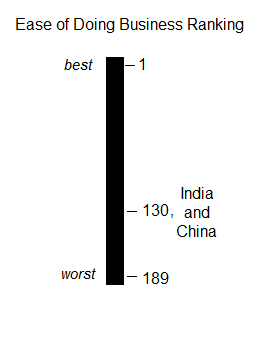 Ease of Doing Business Ranking
best
1
India
130, and
China
worst
189